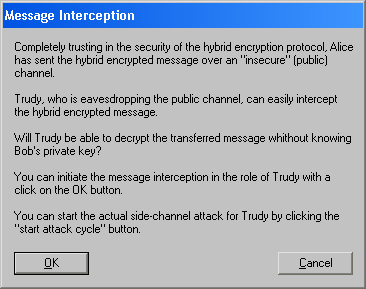 Message Interception
Completely trusting in the security of the hybrid encryption protocol, Alice
has sent the hybrid encrypted message over an "insecure" (public)
channel.
Trudy, who is eavesdropping the public channel, can easily intercept
the hybrid encrypted message.
Will Trudy be able to decrypt the transferred message whithout knowing
Bob's private key?
You can initiate the message interception in the role of Trudy with a
click on the OK button.
You can start the actual side-channel attack for Trudy by clicking the
"start attack cycle" button.
OK
Cancel